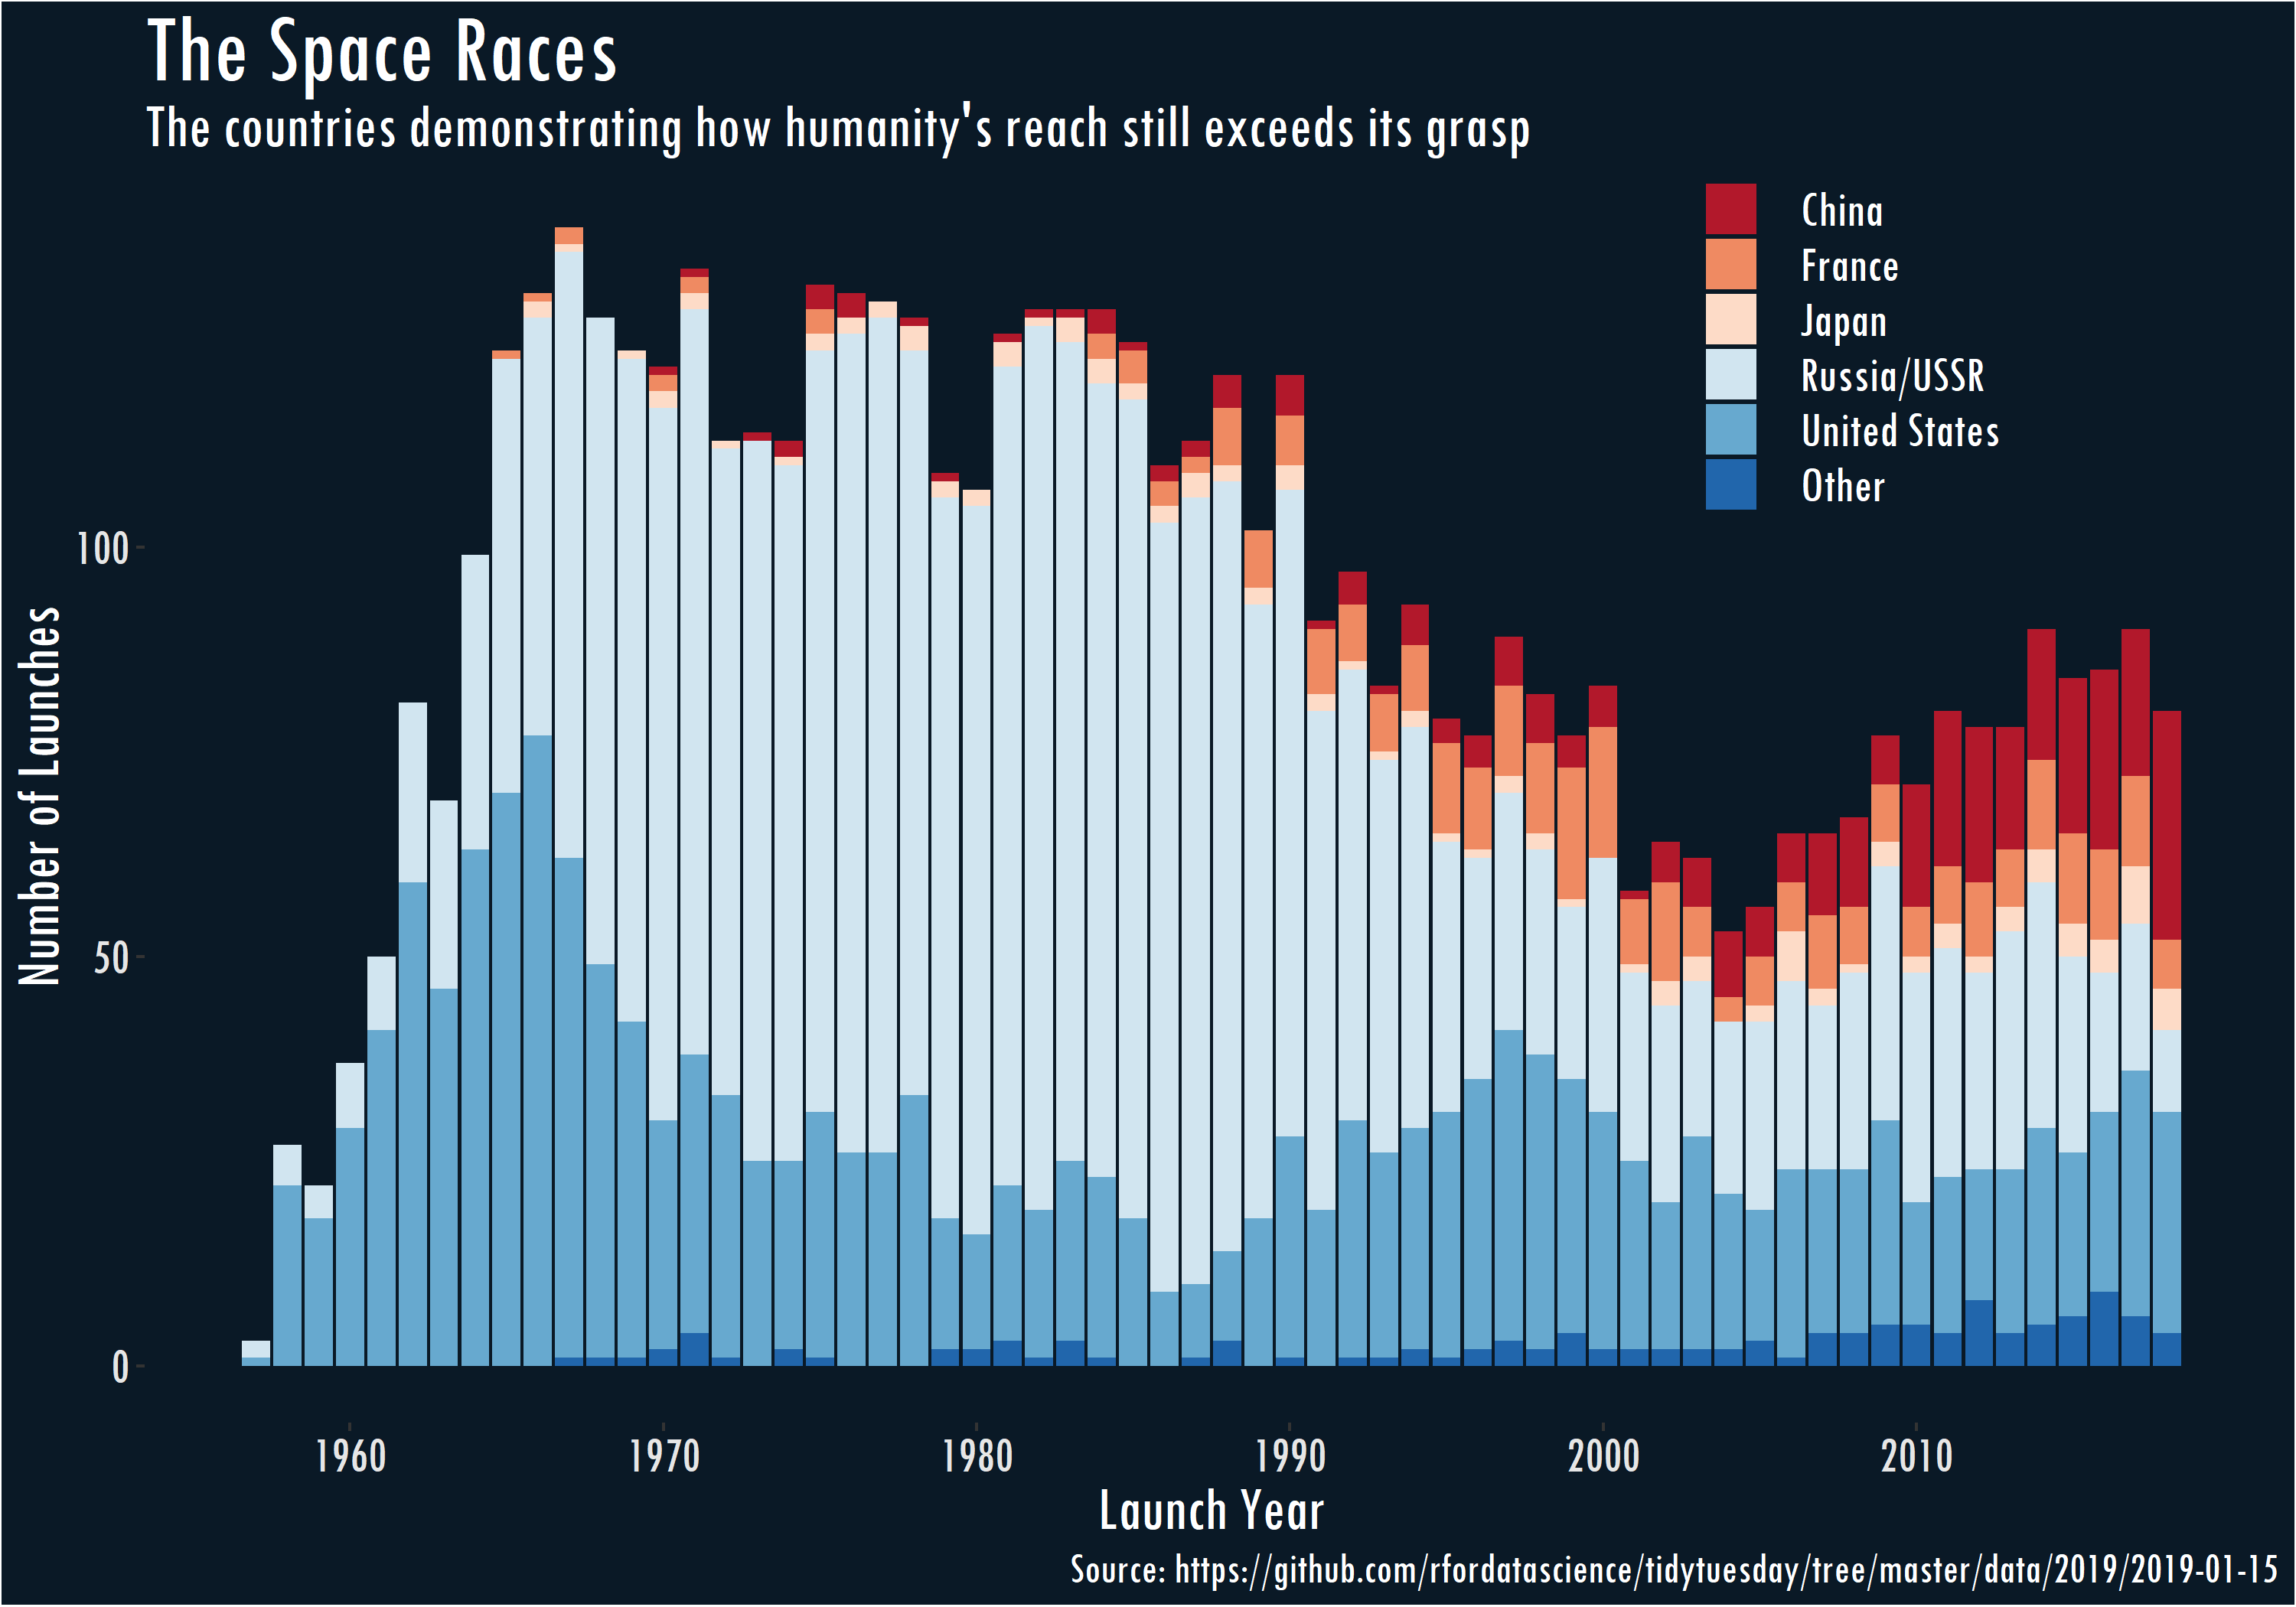 The Space Races
The countries demonstrating how humanity's reach still exceeds its grasp
China
France
Japan
Russia/USSR
United States
Other
Number of Launches
100
50
0
1960
1970
1980
1990
2000
2010
Launch Year
Source: https://github.com/rfordatascience/tidytuesday/tree/master/data/2019/2019-01-15